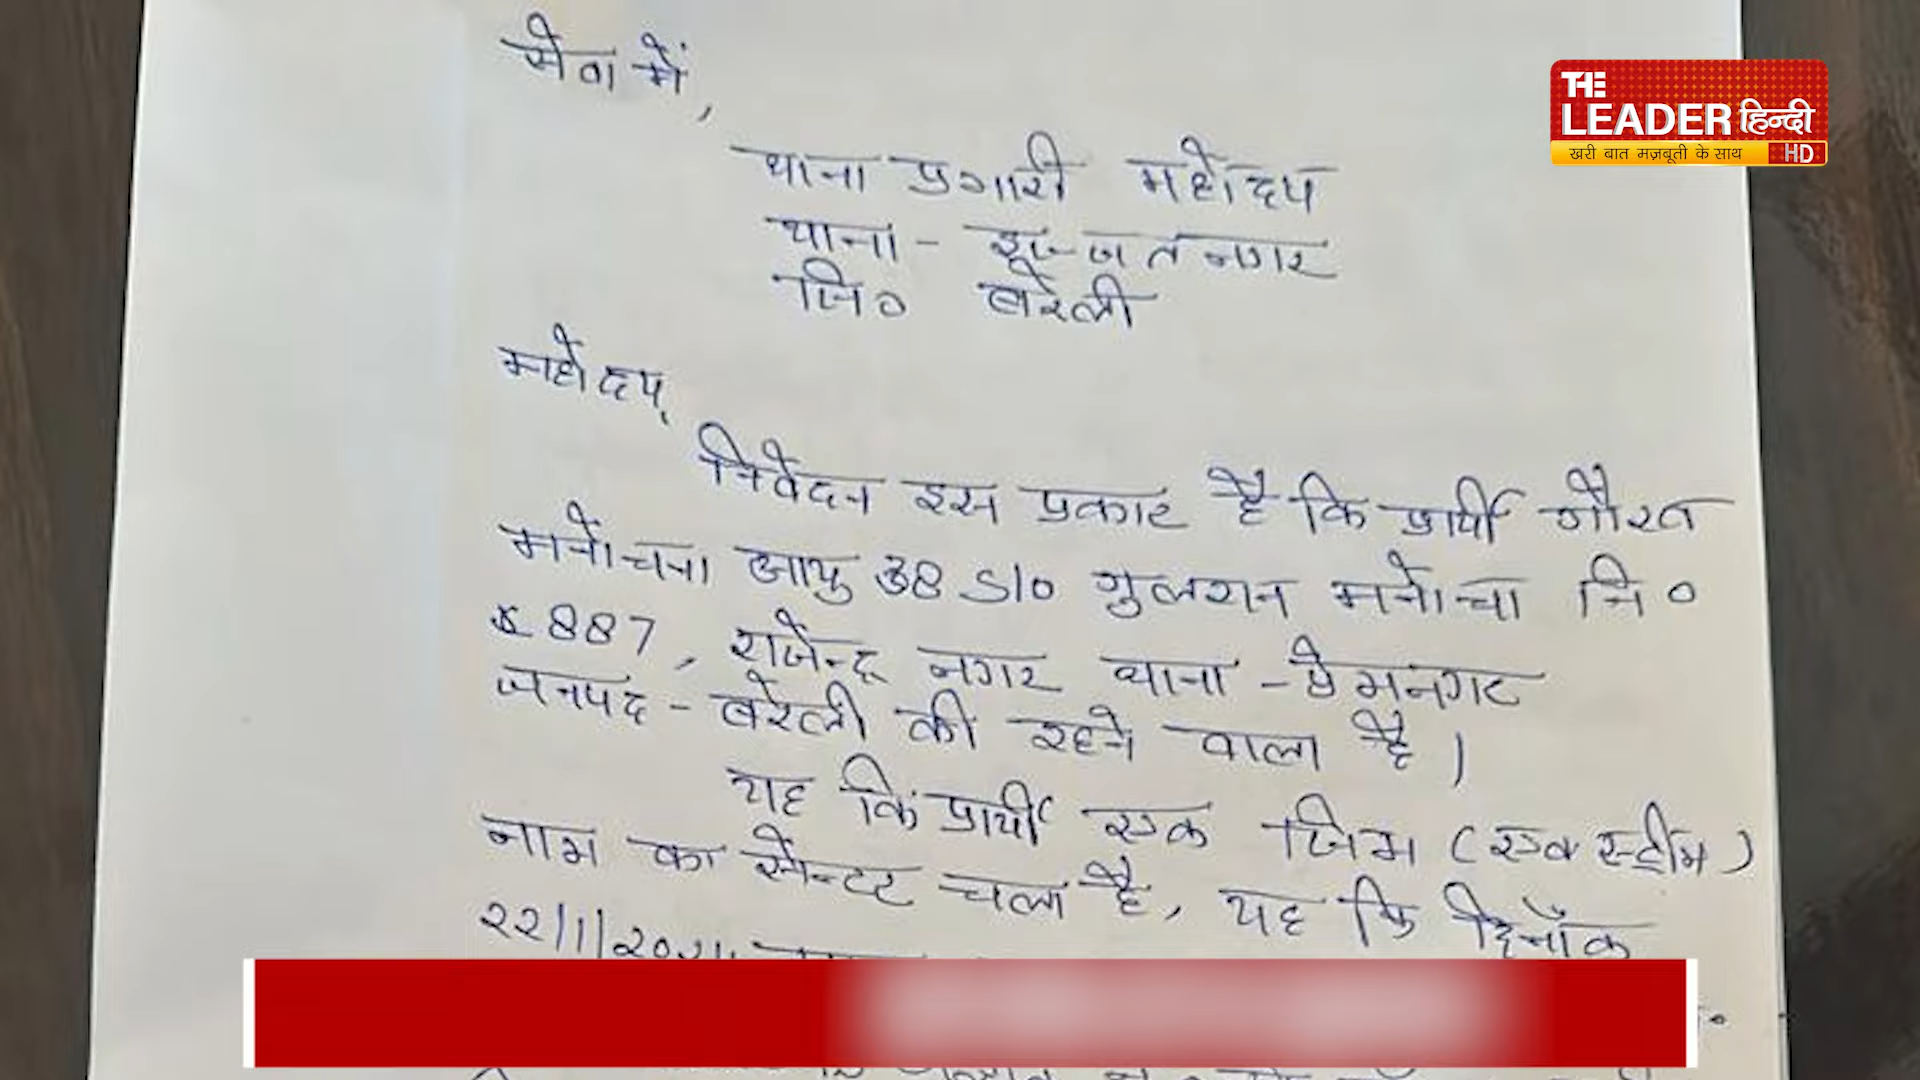 सेवा में,
थाना प्रभारी महोदय
थाना - इज्जतनगर
जि० बरेली
महोदय,
निवेदन इस प्रकार है कि प्रार्थी गौरव
मनोचना आयु 38 S/o गुलशन मनोचा नि०
887, राजेन्द्र नगर थाना - प्रेमनगर
जनपद - बरेली की रहने वाला है।
यह कि प्रार्थी एक जिम (एक्स्ट्रीम)
नाम का सेन्टर चला है, यह कि दिनाँक
THE
LEADER हिन्दी
खरी बात मज़बूती के साथ HD